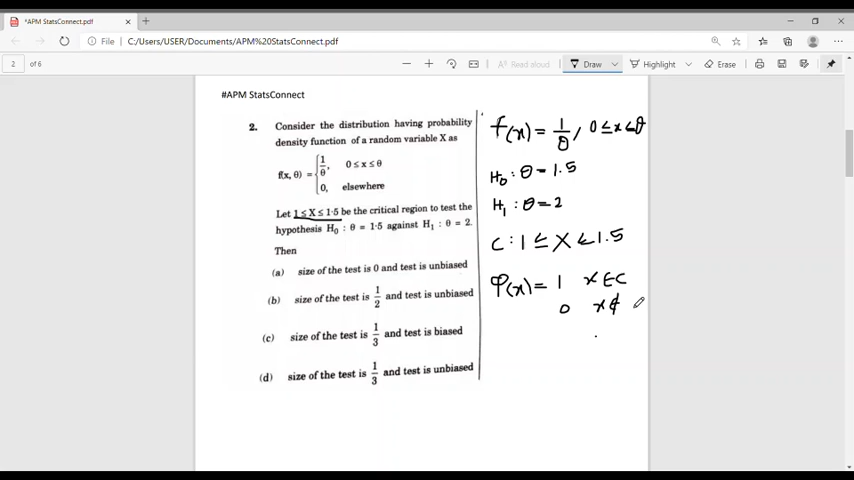 *APM StatsConnect.pdf
File
C:/Users/USER/Documents/APM%20StatsConnect.pdf
2 of 6
Read aloud
Draw
Highlight
Erase
#APM StatsConnect
2. Consider the distribution having probability
density function of a random variable X as
f(x, θ) = { 1/θ, 0 ≤ x ≤ θ
0, elsewhere
Let 1 ≤ X ≤ 1·5 be the critical region to test the
hypothesis H₀ : θ = 1·5 against H₁ : θ = 2.
Then
(a) size of the test is 0 and test is unbiased
(b) size of the test is 1/2 and test is unbiased
(c) size of the test is 1/3 and test is biased
(d) size of the test is 1/3 and test is unbiased
f(x) = 1/θ, 0 ≤ x ≤ θ
H₀ : θ = 1.5
H₁ : θ = 2
C : 1 ≤ X ≤ 1.5
φ(x) = 1 x ∈ C
0 x ∉